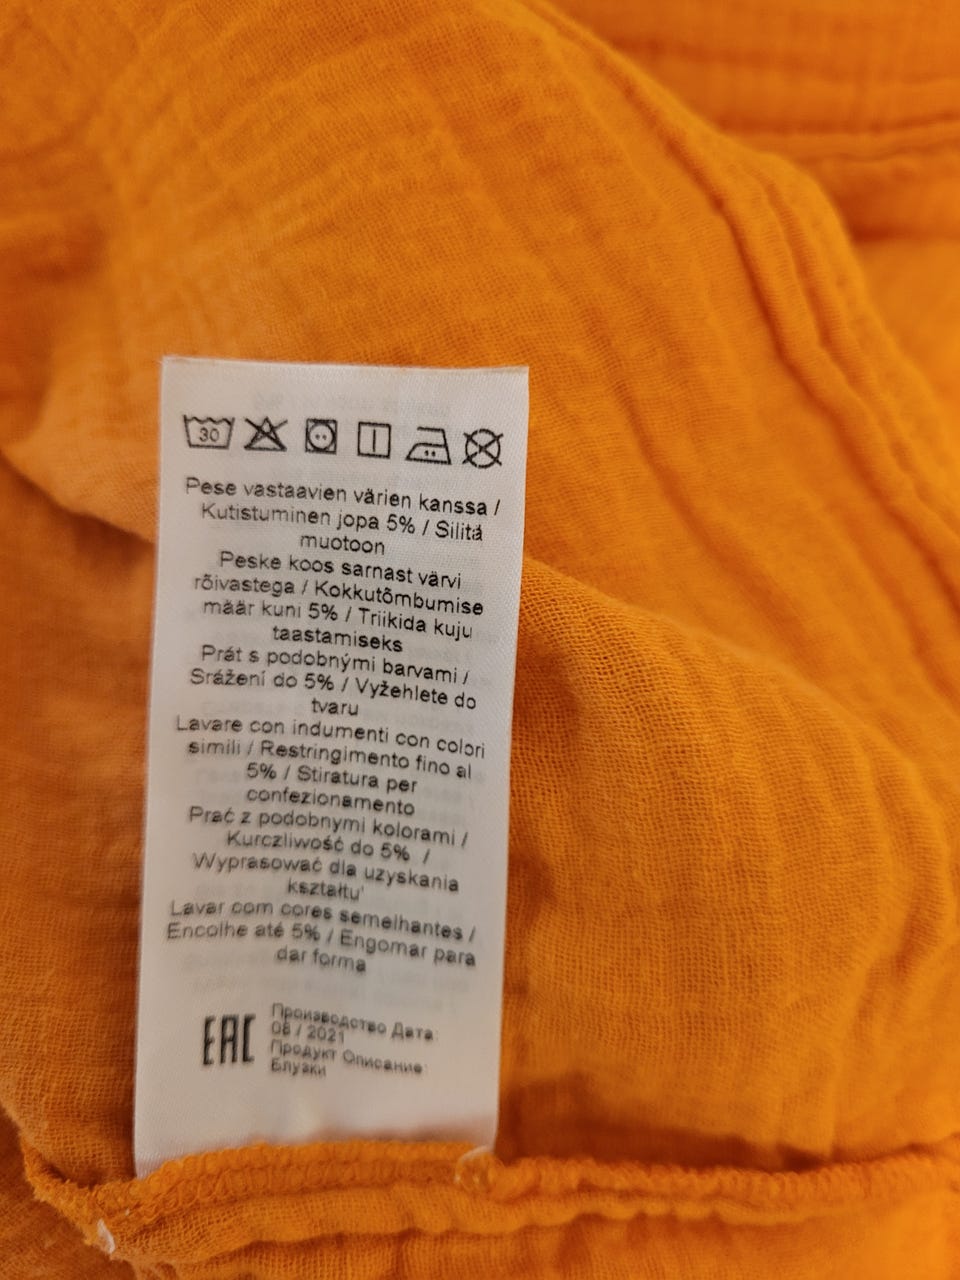 30
Pese vastaavien värien kanssa /
Kutistuminen jopa 5% / Silitä
muotoon
Peske koos sarnast värvi
rõivastega / Kokkutõmbumise
määr kuni 5% / Triikida kuju
taastamiseks
Prát s podobnými barvami /
Srážení do 5% / Vyžehlete do
tvaru
Lavare con indumenti con colori
simili / Restringimento fino al
5% / Stiratura per
confezionamento
Prać z podobnymi kolorami /
Kurczliwość do 5% /
Wyprasować dla uzyskania
kształtu'
Lavar com cores semelhantes /
Encolhe até 5% / Engomar para
dar forma
EAC
Производство Дата:
08 / 2021
Продукт Описание:
Блузки